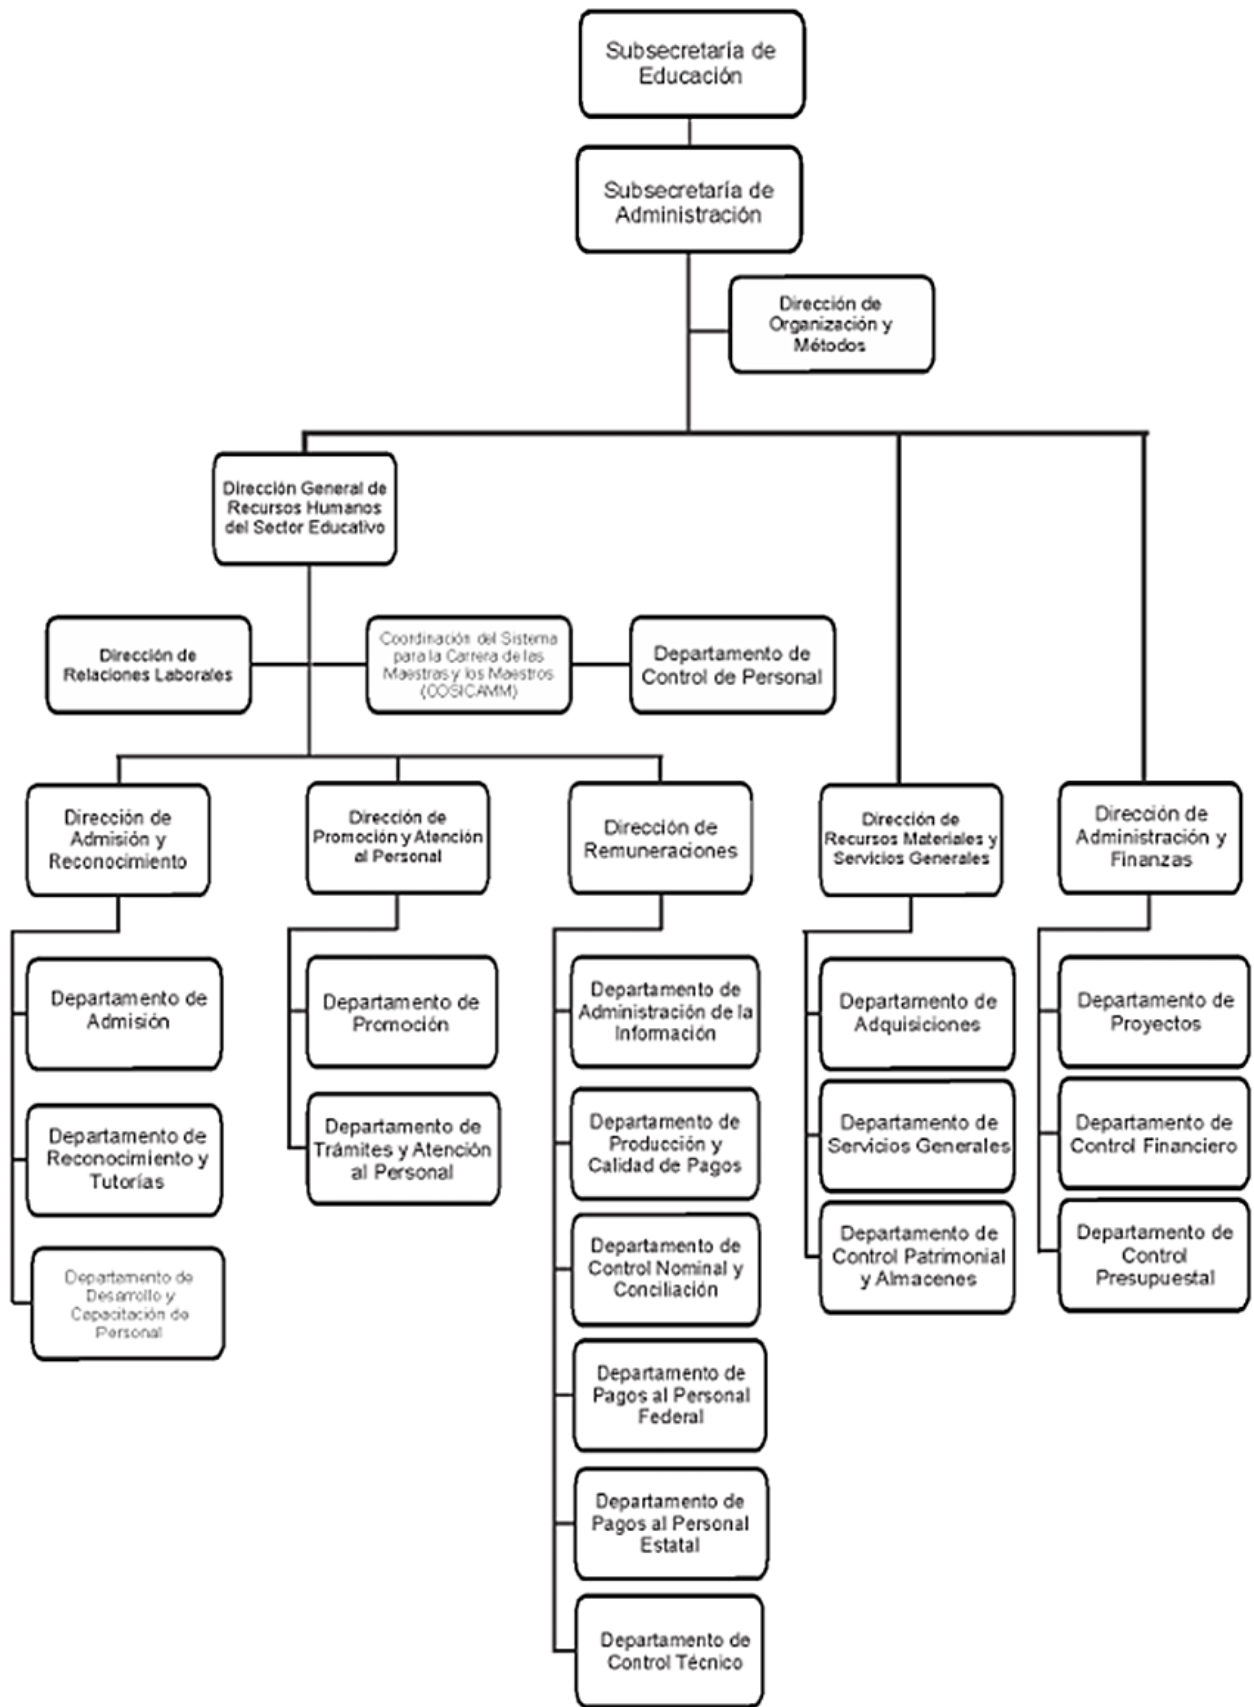 Subsecretaría de
Educación
Subsecretaría de
Administración
Dirección de
Organización y
Métodos
Dirección General de
Recursos Humanos
del Sector Educativo
Dirección de
Relaciones Laborales
Coordinación del Sistema
para la Carrera de las
Maestras y los Maestros
(COSICAMM)
Departamento de
Control de Personal
Dirección de
Admisión y
Reconocimiento
Dirección de
Promoción y Atención
al Personal
Dirección de
Remuneraciones
Dirección de
Recursos Materiales y
Servicios Generales
Dirección de
Administración y
Finanzas
Departamento de
Admisión
Departamento de
Reconocimiento y
Tutorías
Departamento de
Desarrollo y
Capacitación de
Personal
Departamento de
Promoción
Departamento de
Trámites y Atención
al Personal
Departamento de
Administración de la
Información
Departamento de
Producción y
Calidad de Pagos
Departamento de
Control Nominal y
Conciliación
Departamento de
Pagos al Personal
Federal
Departamento de
Pagos al Personal
Estatal
Departamento de
Control Técnico
Departamento de
Adquisiciones
Departamento de
Servicios Generales
Departamento de
Control Patrimonial
y Almacenes
Departamento de
Proyectos
Departamento de
Control Financiero
Departamento de
Control
Presupuestal